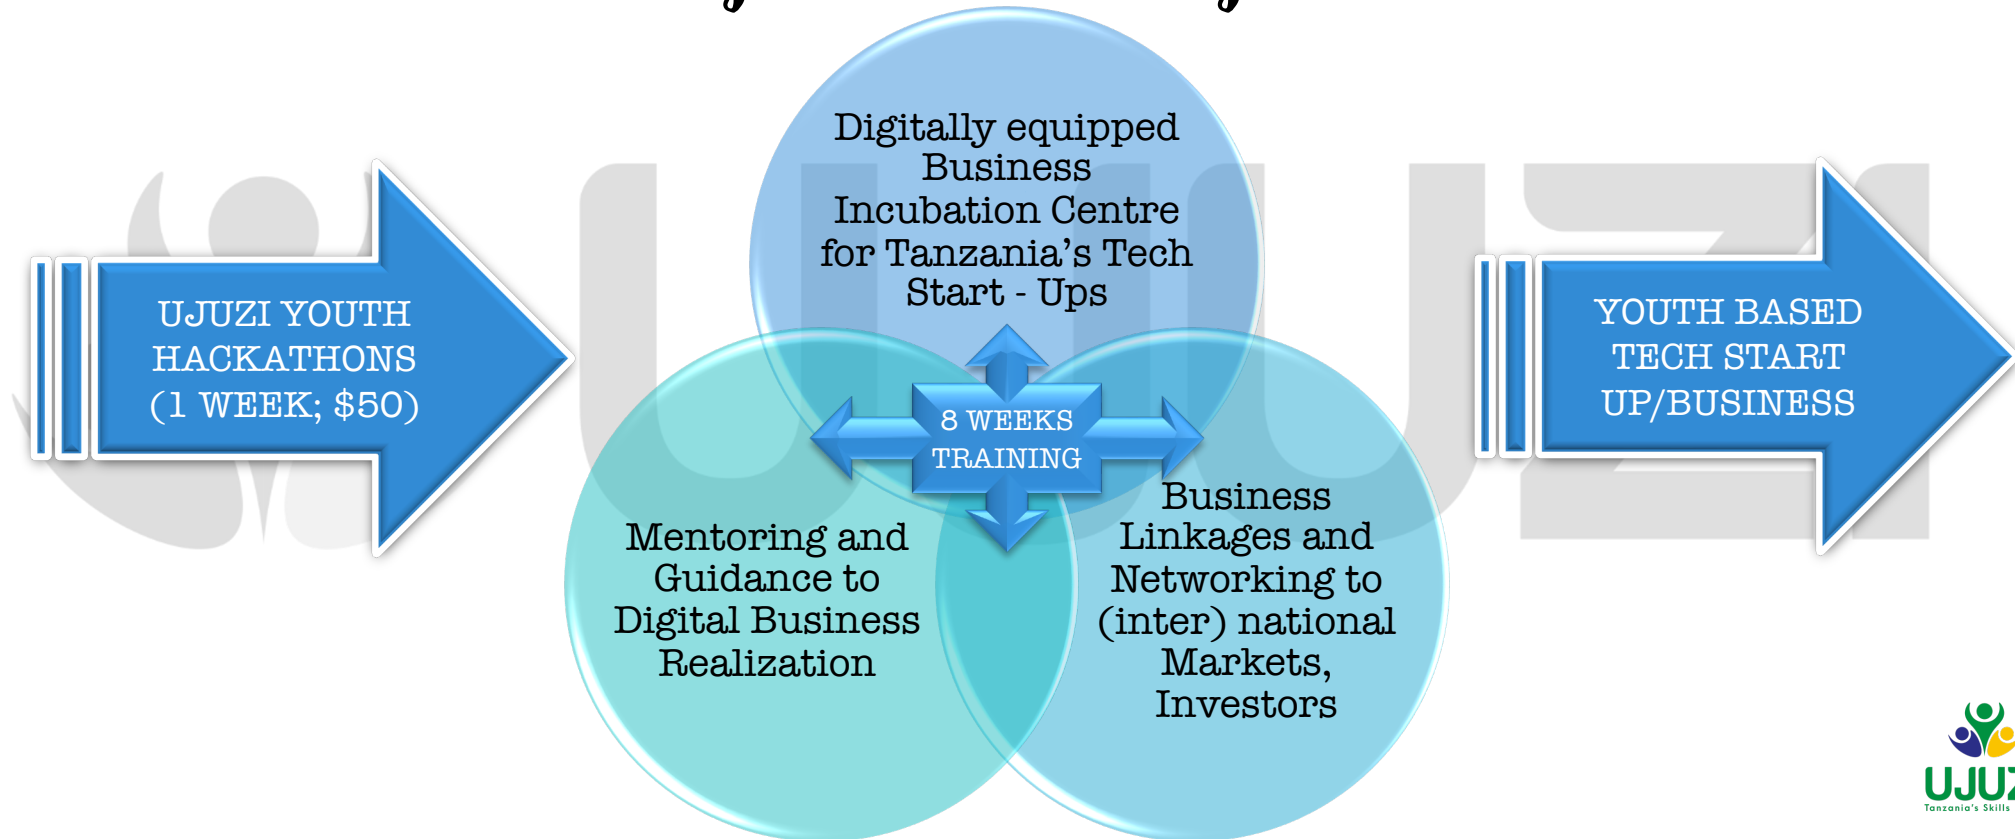 UJUZI YOUTH
HACKATHONS
(1 WEEK; $50)
Digitally equipped
Business
Incubation Centre
for Tanzania's Tech
Start - Ups
8 WEEKS
TRAINING
Mentoring and
Guidance to
Digital Business
Realization
Business
Linkages and
Networking to
(inter) national
Markets,
Investors
YOUTH BASED
TECH START
UP/BUSINESS
UJUZI
UJUZ
Tanzania's Skills